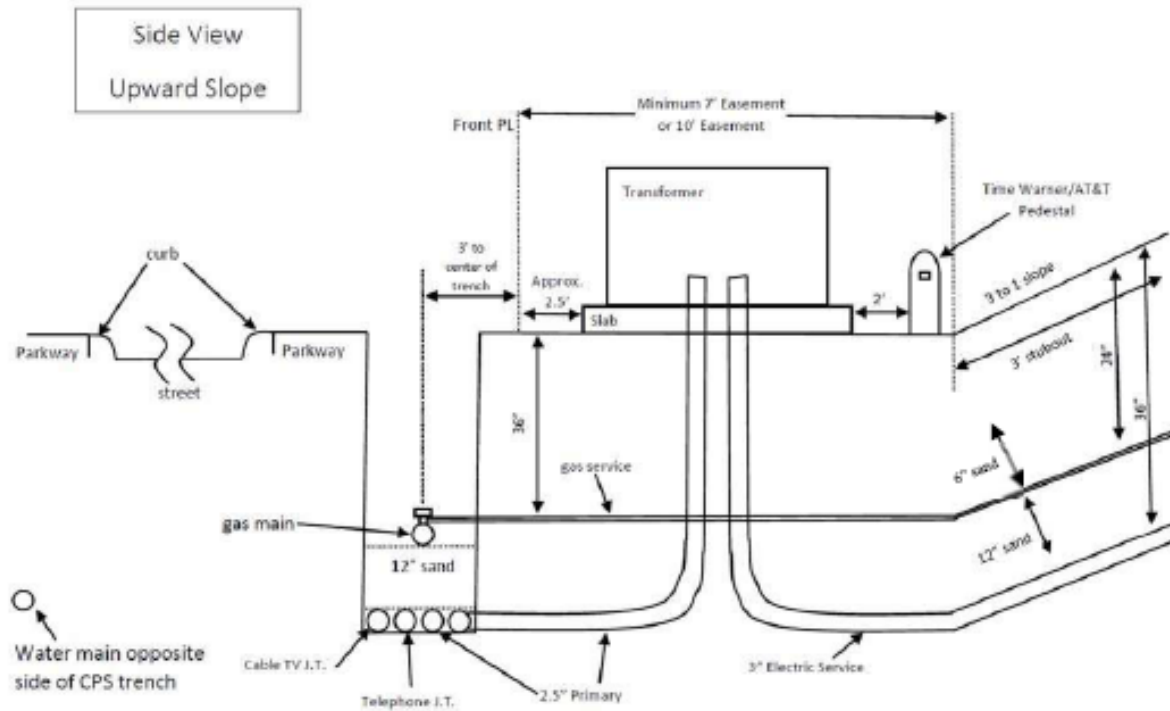 Side View
Upward Slope
Minimum 7' Easement
or 10' Easement
Front PL
Transformer
Time Warner/AT&T
Pedestal
curb
3' to
center of
trench
Approx.
2.5'
Slab
2'
3 to 1 slope
3' stubout
Parkway
Parkway
street
36"
24"
36"
gas service
6" sand
gas main
12" sand
12" sand
Water main opposite
side of CPS trench
Cable TV J.T.
Telephone J.T.
2.5" Primary
3" Electric Service